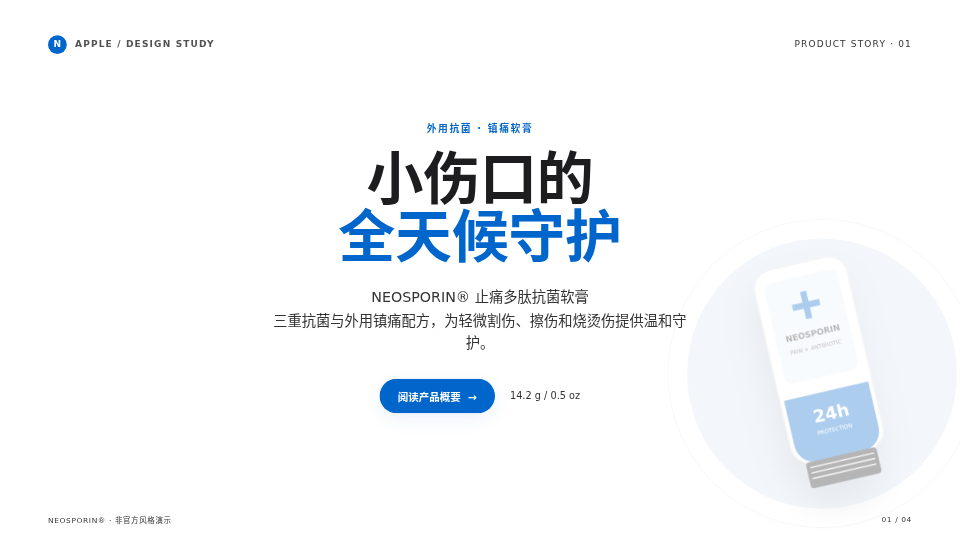 N
APPLE / DESIGN STUDY
PRODUCT STORY · 01
外用抗菌 · 镇痛软膏
小伤口的
全天候守护
NEOSPORIN® 止痛多肽抗菌软膏
三重抗菌与外用镇痛配方，为轻微割伤、擦伤和烧烫伤提供温和守
护。
阅读产品概要 →
14.2 g / 0.5 oz
NEOSPORIN
PAIN + ANTIBIOTIC
24h
PROTECTION
NEOSPORIN® · 非官方风格演示
01 / 04